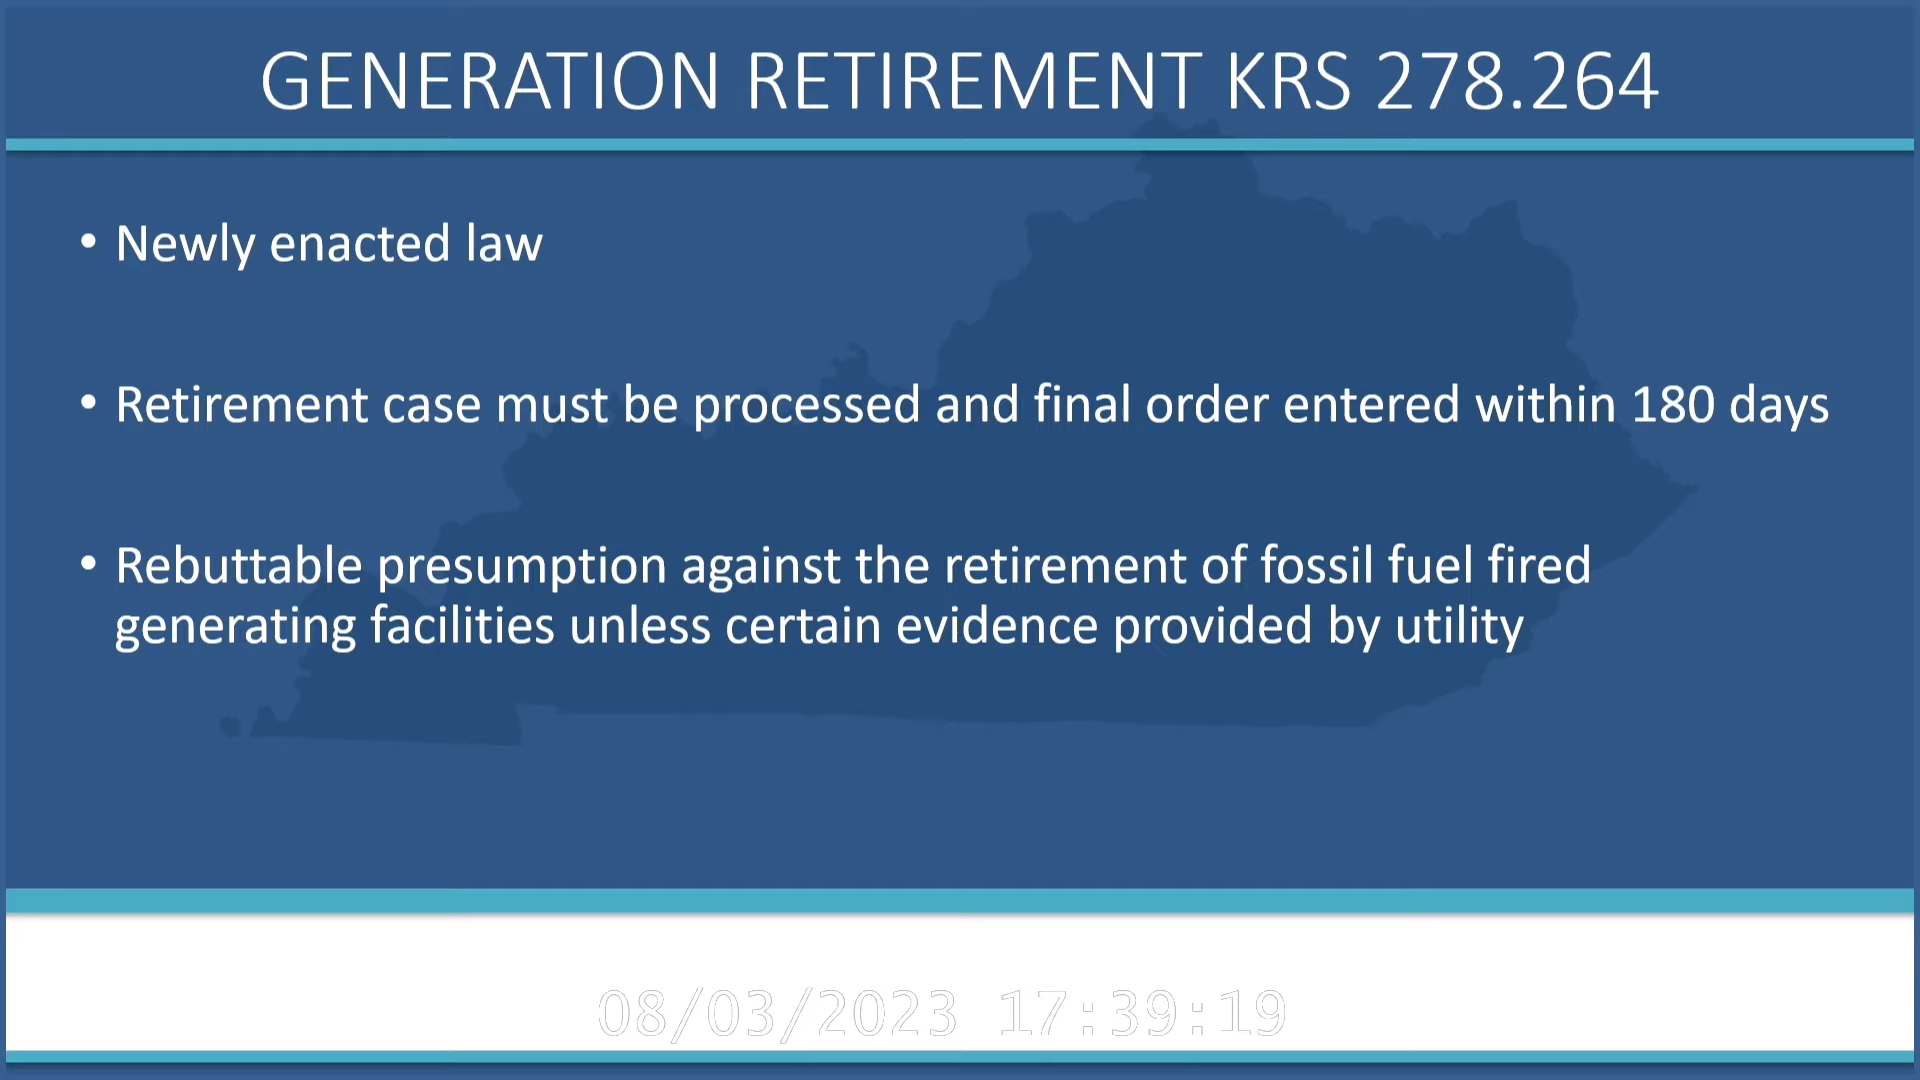 GENERATION RETIREMENT KRS 278.264
• Newly enacted law
• Retirement case must be processed and final order entered within 180 days
• Rebuttable presumption against the retirement of fossil fuel fired
generating facilities unless certain evidence provided by utility
08/03/2023 17:39:19